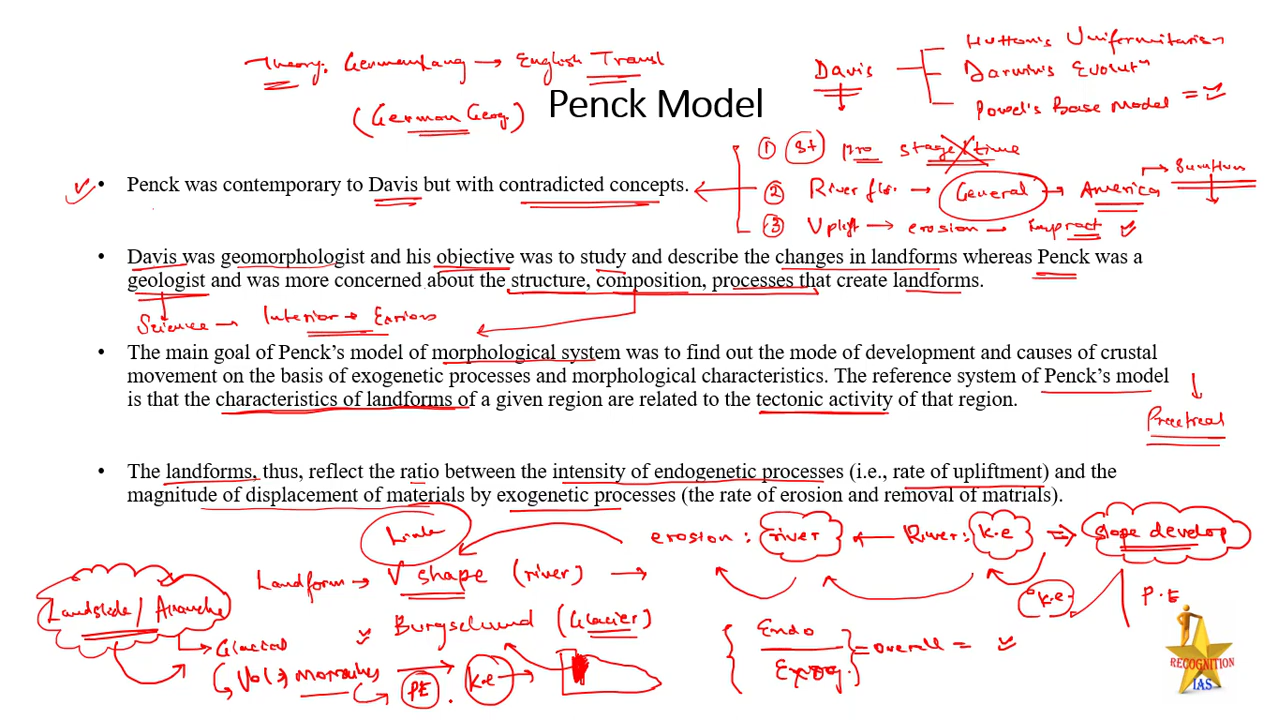 Theory: German Lang → English Transl
(German Geog.)
Davis
Hutton's Uniformitarian
Darwin's Evolutn
Powel's Base Model = 
Penck Model
① St pro stage/time
② River → General → America
③ Uplift → erosion →
• Penck was contemporary to Davis but with contradicted concepts.
• Davis was geomorphologist and his objective was to study and describe the changes in landforms whereas Penck was a
geologist and was more concerned about the structure, composition, processes that create landforms.
Science → Interior →
• The main goal of Penck's model of morphological system was to find out the mode of development and causes of crustal
movement on the basis of exogenetic processes and morphological characteristics. The reference system of Penck's model
is that the characteristics of landforms of a given region are related to the tectonic activity of that region.
• The landforms, thus, reflect the ratio between the intensity of endogenetic processes (i.e., rate of upliftment) and the
magnitude of displacement of materials by exogenetic processes (the rate of erosion and removal of matrials).
erosion : river ← River: k.e ⇒ slope develop
Landform → V shape (river) →
k.e. P.E
Landslide/
(Glacier)
Glacial
PE k.e →
Endo
Exog. = overall =
RECOGNITION
IAS